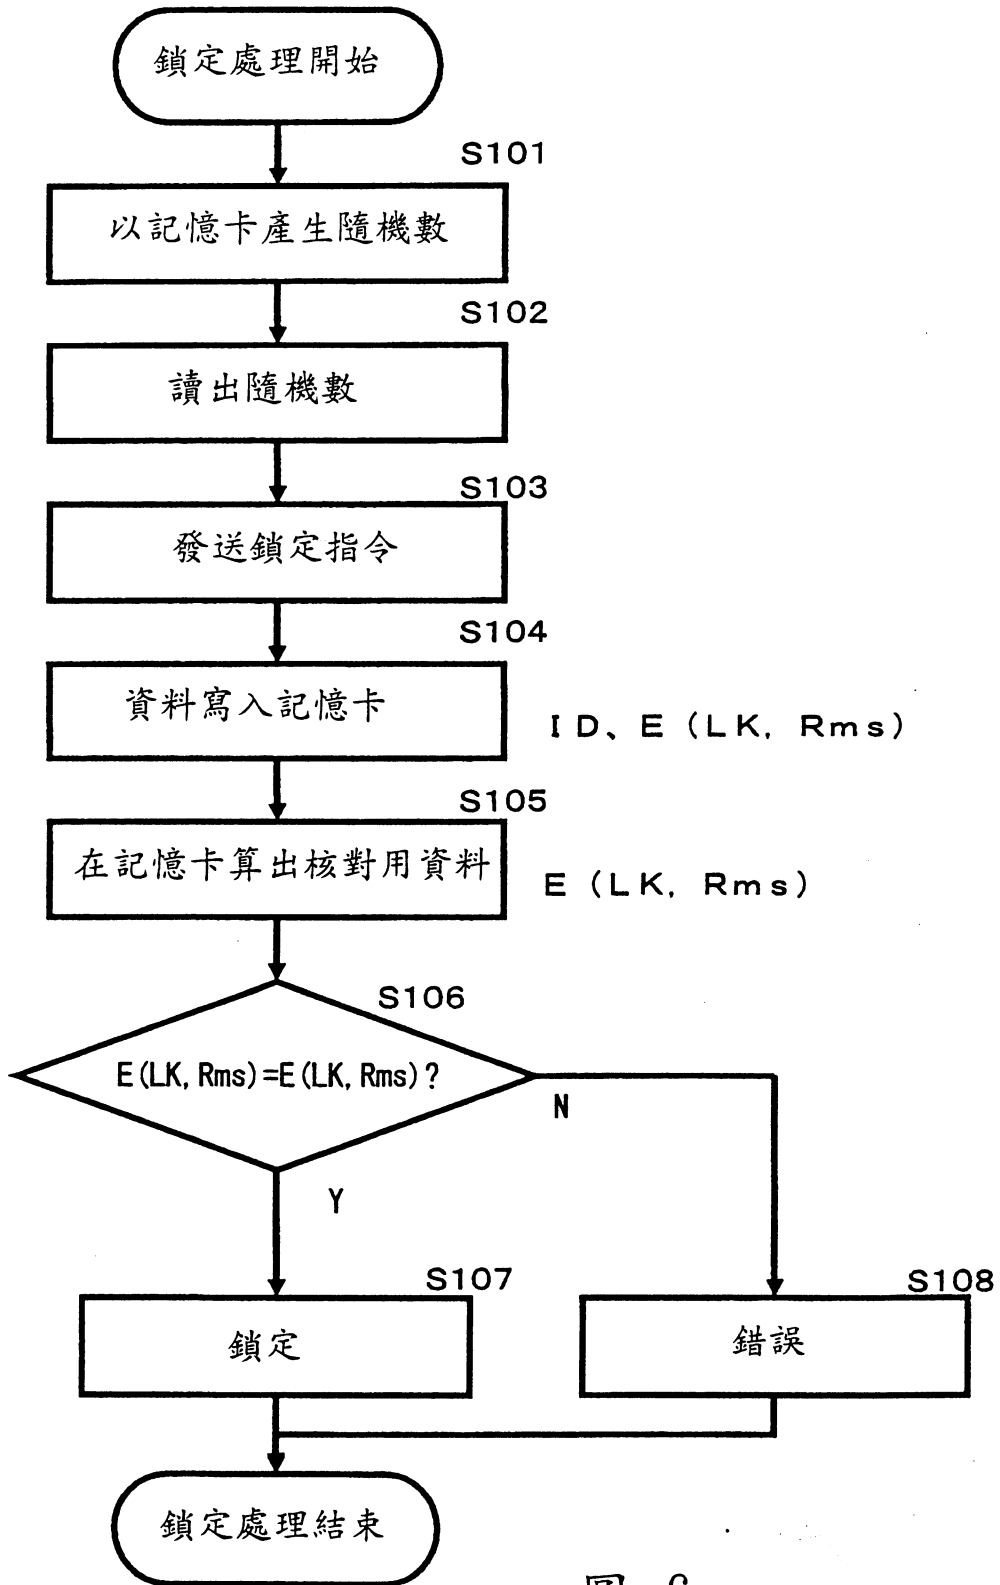 鎖定處理開始
S101
以記憶卡產生隨機數
S102
讀出隨機數
S103
發送鎖定指令
S104
資料寫入記憶卡
ID、E (LK, Rms)
S105
在記憶卡算出核對用資料
E (LK, Rms)
S106
E(LK, Rms)=E(LK, Rms)?
N
Y
S107
鎖定
S108
錯誤
鎖定處理結束